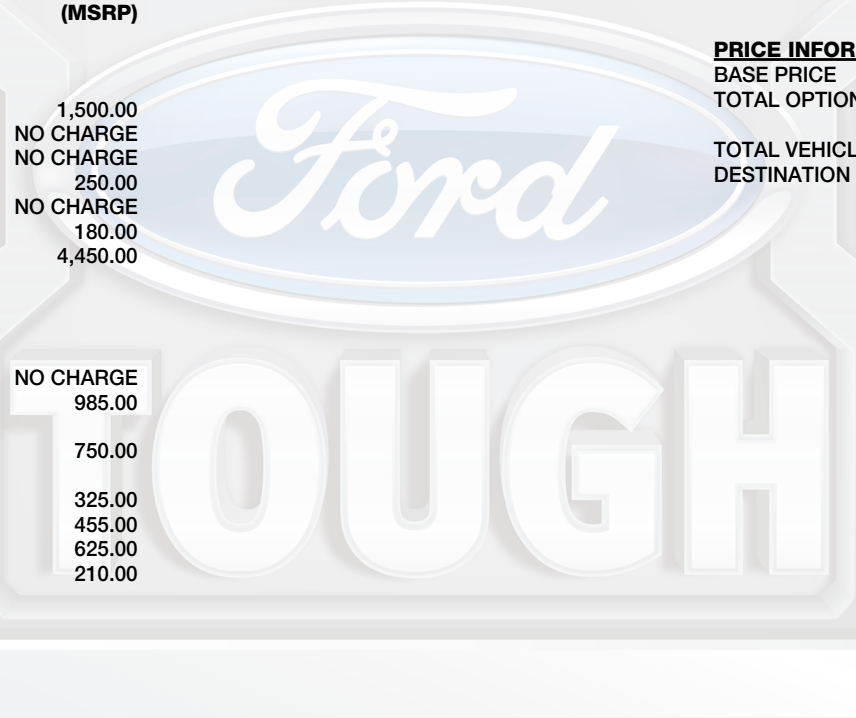 (MSRP)
1,500.00
NO CHARGE
NO CHARGE
250.00
NO CHARGE
180.00
4,450.00
NO CHARGE
985.00
750.00
325.00
455.00
625.00
210.00
PRICE INFOR
BASE PRICE
TOTAL OPTION
TOTAL VEHICL
DESTINATION
Ford
TOUGH